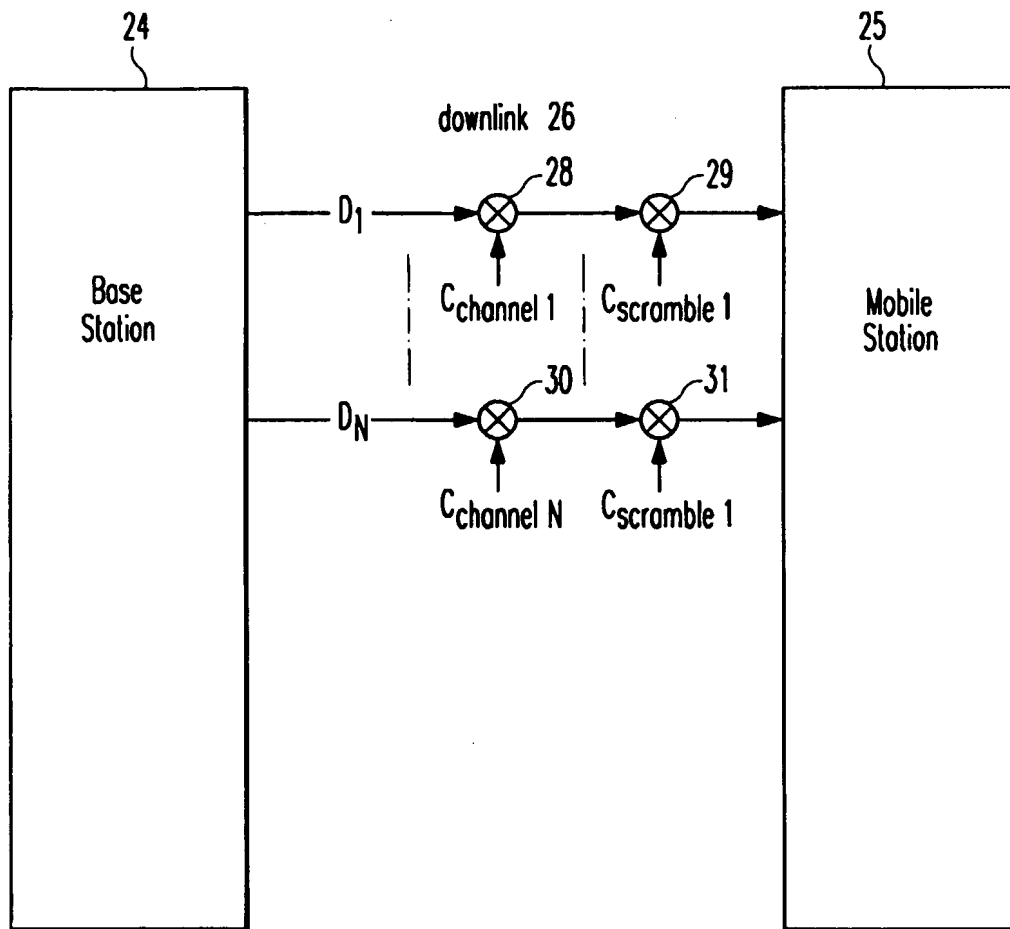 24
25
downlink 26
28
29
D1
Cchannel 1
Cscramble 1
Base
Station
Mobile
Station
30
31
DN
Cchannel N
Cscramble 1